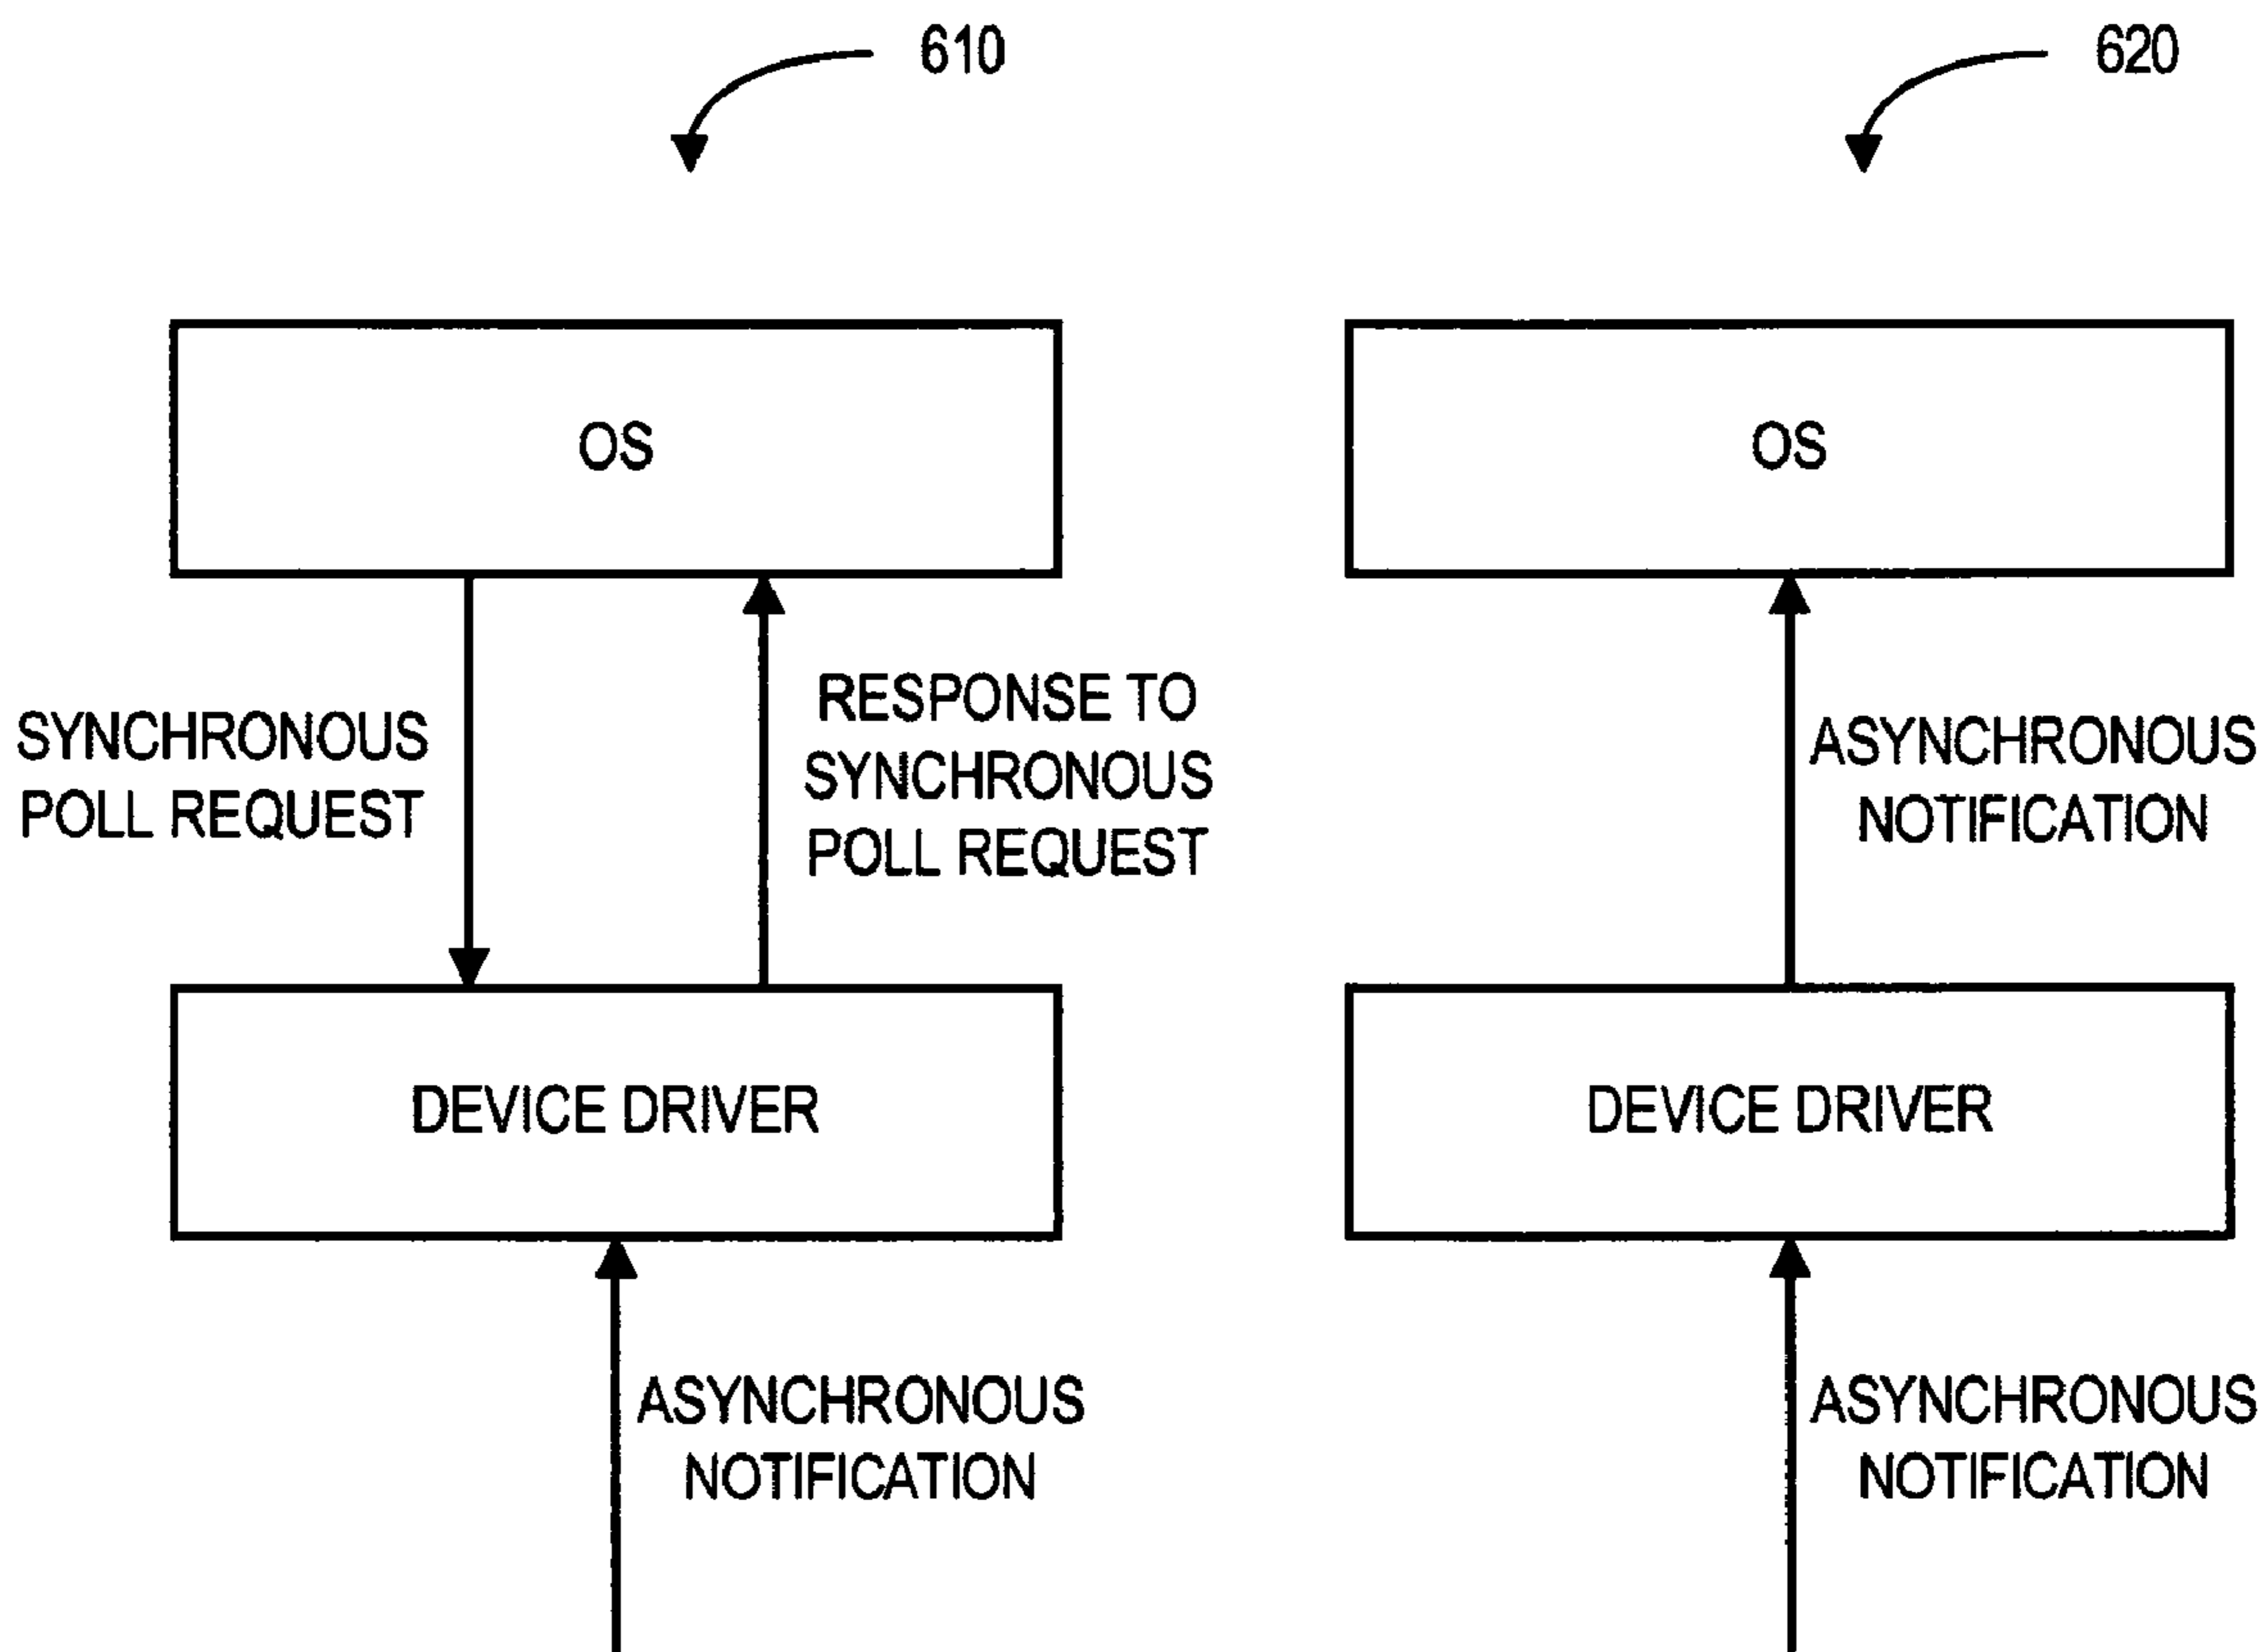 610
OS
SYNCHRONOUS
POLL REQUEST
RESPONSE TO
SYNCHRONOUS
POLL REQUEST
DEVICE DRIVER
ASYNCHRONOUS
NOTIFICATION
620
OS
ASYNCHRONOUS
NOTIFICATION
DEVICE DRIVER
ASYNCHRONOUS
NOTIFICATION